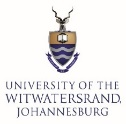 UNIVERSITY OF THE
WITWATERSRAND,
JOHANNESBURG